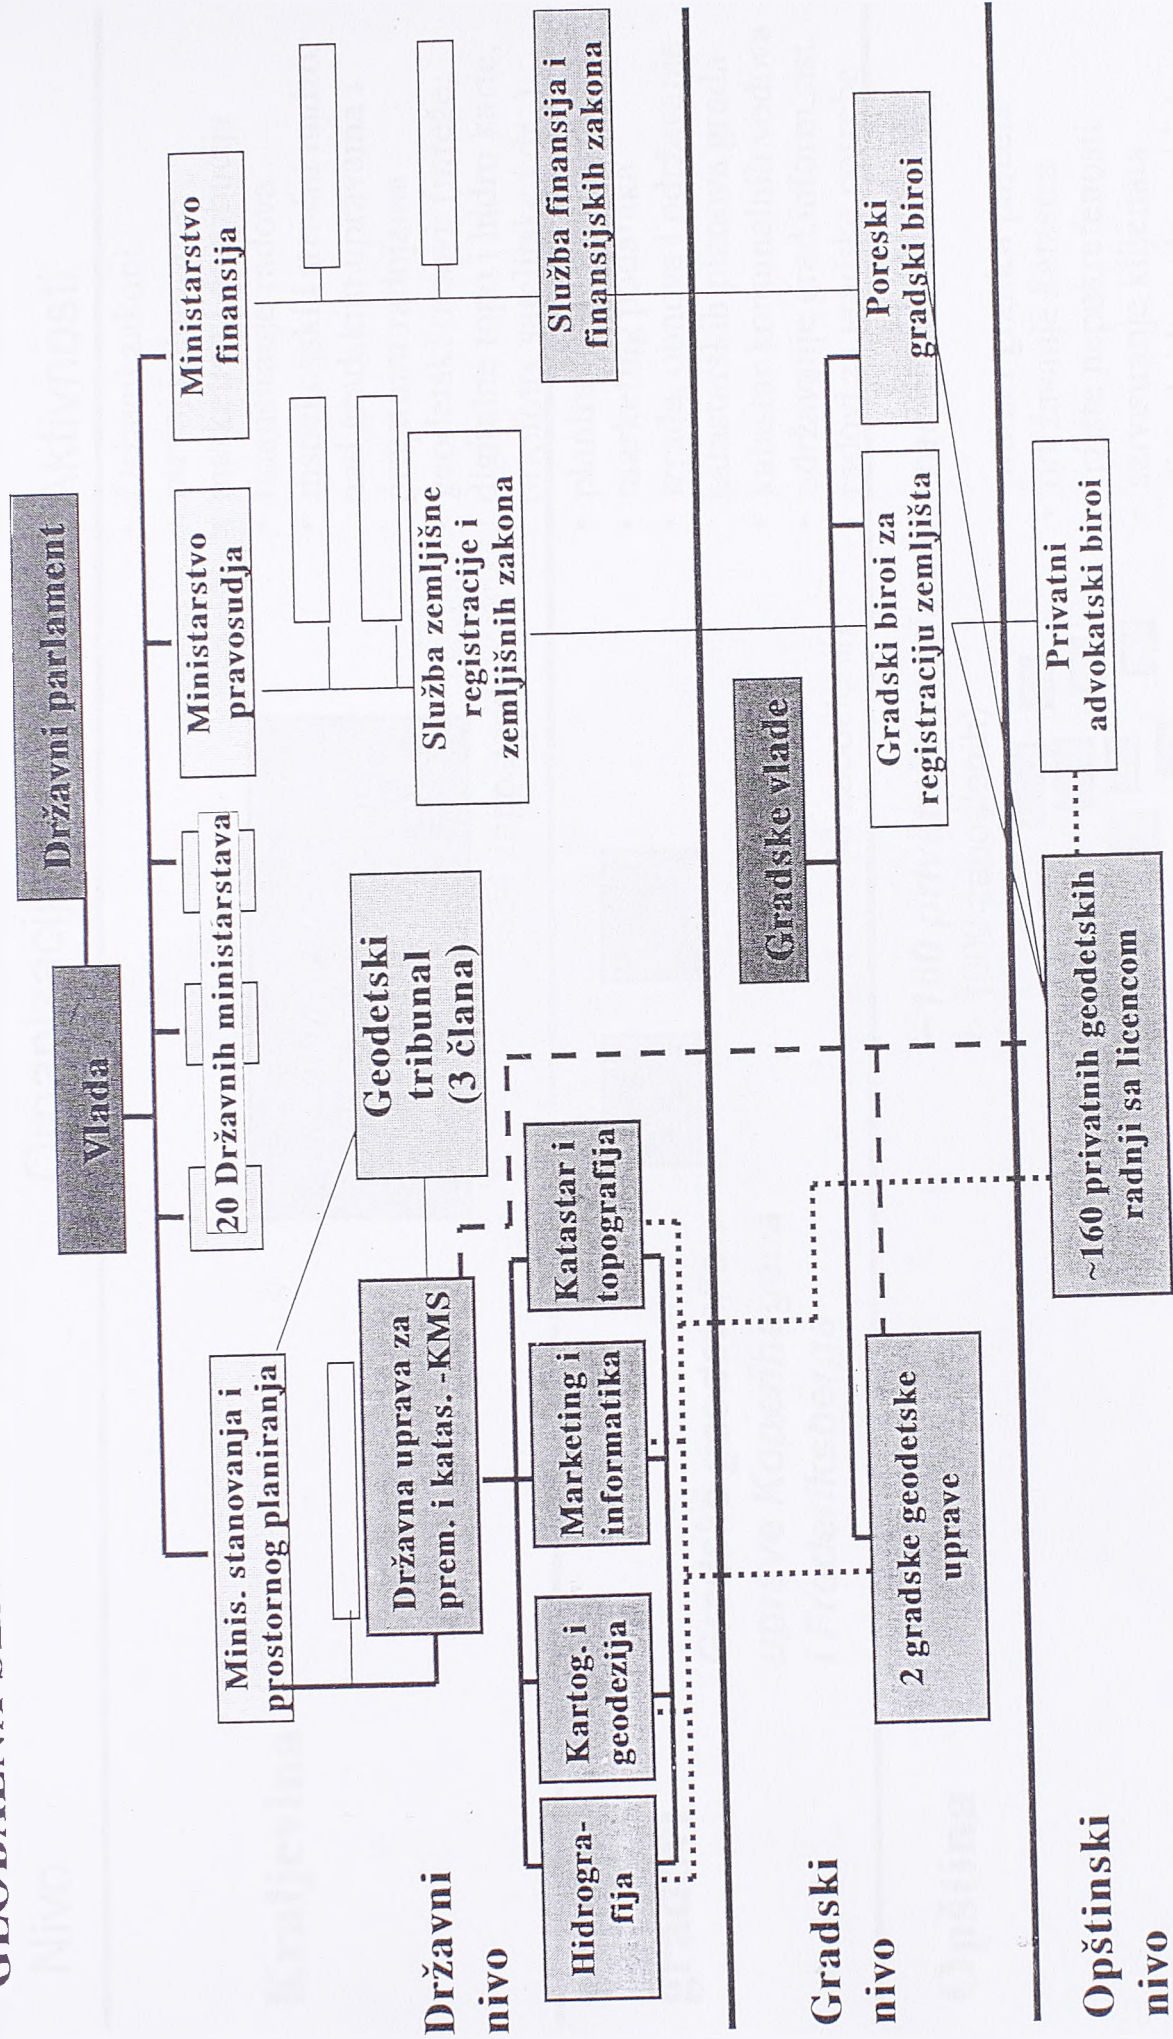 Državni parlament
Vlada
Minis. stanovanja i
prostornog planiranja
20 Državnih ministarstava
Ministarstvo
pravosudja
Ministarstvo
finansija
Geodetski
tribunal
(3 člana)
Državna uprava za
prem. i katas. -KMS
Služba zemljišne
registracije i
zemljišnih zakona
Služba finansija i
finansijskih zakona
Državni
nivo
Hidrogra-
fija
Kartog. i
geodezija
Marketing i
informatika
Katastar i
topografija
Gradske vlade
Gradski
nivo
2 gradske geodetske
uprave
Gradski biroi za
registraciju zemljišta
Poreski
gradski biroi
Opštinski
nivo
~160 privatnih geodetskih
radnji sa licencom
Privatni
advokatski biroi